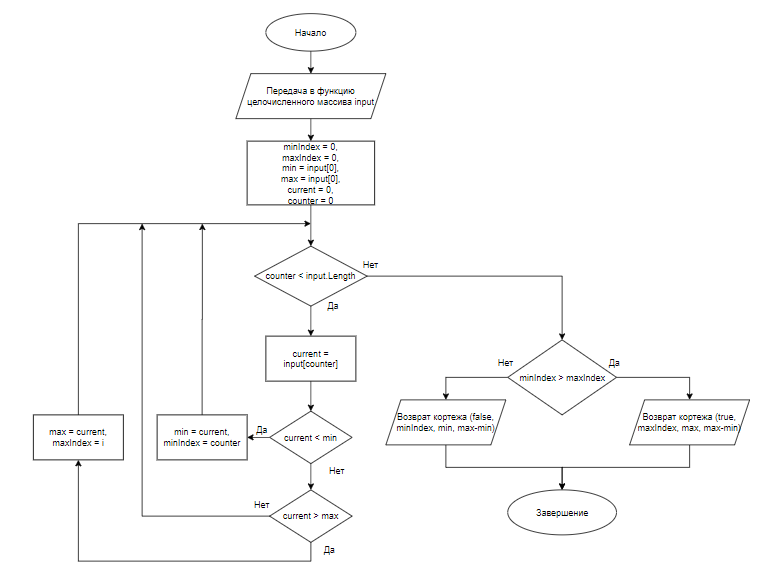 Начало
Передача в функцию
целочисленного массива input
minIndex = 0,
maxIndex = 0,
min = input[0],
max = input[0],
current = 0,
counter = 0
counter < input.Length
Нет
Да
current =
input[counter]
minIndex > maxIndex
Нет
Да
Возврат кортежа (false,
minIndex, min, max-min)
Возврат кортежа (true,
maxIndex, max, max-min)
max = current,
maxIndex = i
min = current,
minIndex = counter
Да
current < min
Нет
Нет
current > max
Да
Завершение